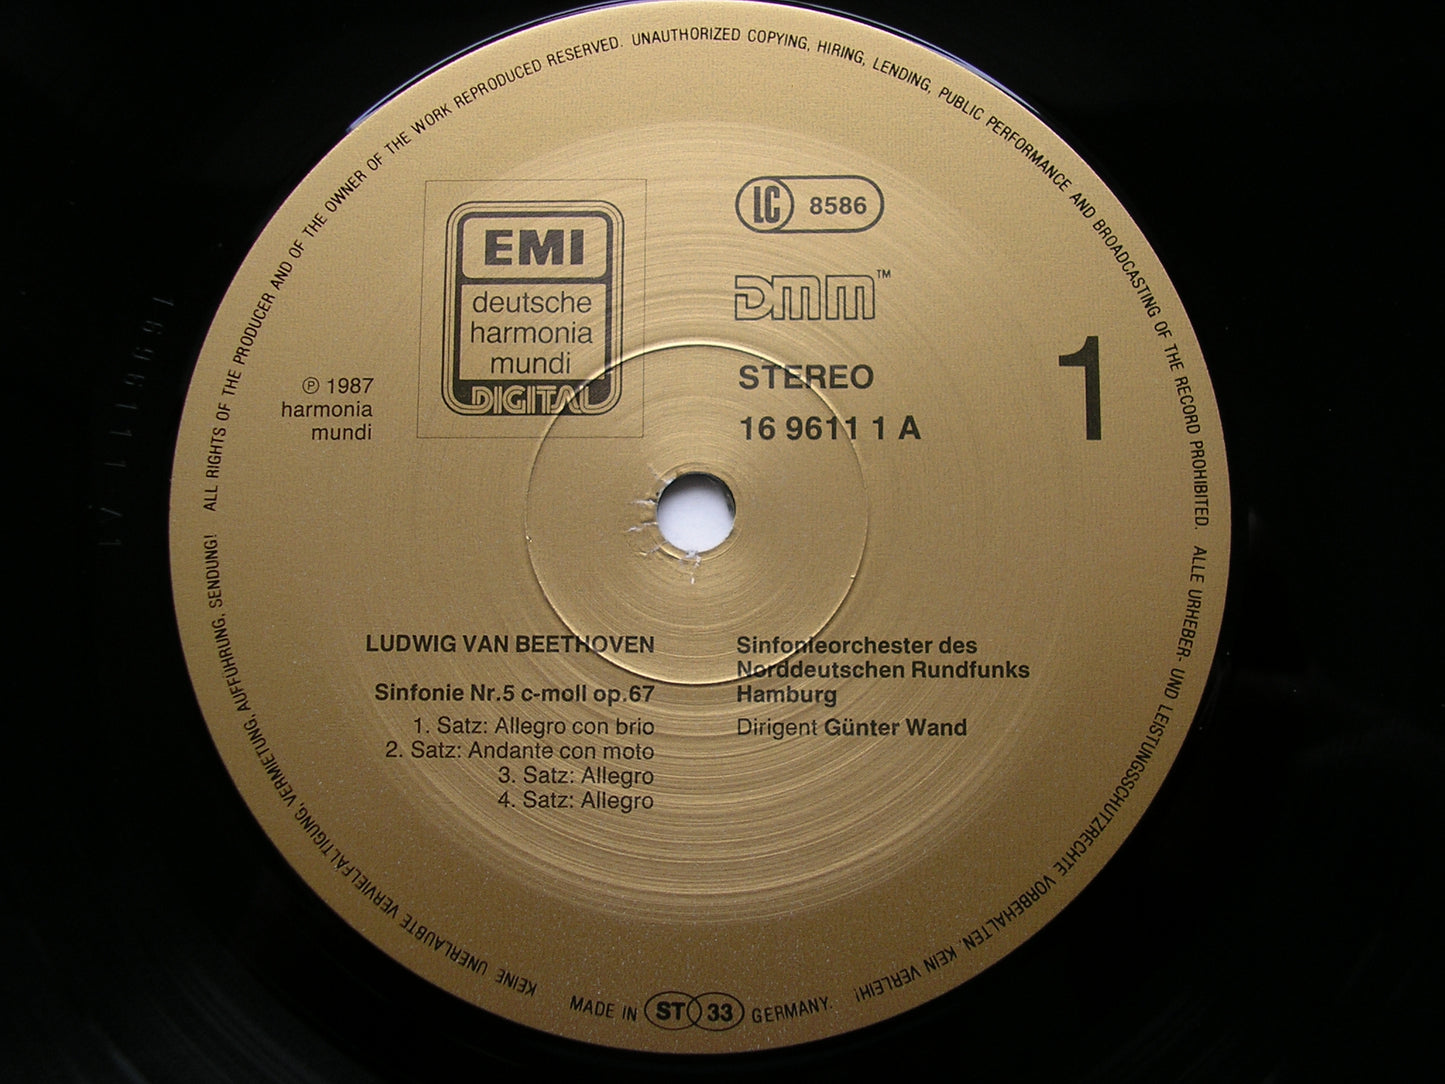 ALL RIGHTS OF THE PRODUCER AND OF THE OWNER OF THE WORK REPRODUCED RESERVED. UNAUTHORIZED COPYING, HIRING, LENDING, PUBLIC PERFORMANCE AND BROADCASTING OF THE RECORD PROHIBITED.
ALLE URHEBER- UND LEISTUNGSSCHUTZRECHTE VORBEHALTEN. KEIN VERLEIH!
KEINE UNERLAUBTE VERVIELFÄLTIGUNG, VERMIETUNG, AUFFÜHRUNG, SENDUNG!
MADE IN ST 33 GERMANY.
EMI
deutsche
harmonia
mundi
DIGITAL
℗ 1987
harmonia
mundi
LC 8586
DMM™
STEREO
16 9611 1 A
1
LUDWIG VAN BEETHOVEN
Sinfonie Nr.5 c-moll op.67
1. Satz: Allegro con brio
2. Satz: Andante con moto
3. Satz: Allegro
4. Satz: Allegro
Sinfonieorchester des
Norddeutschen Rundfunks
Hamburg
Dirigent Günter Wand